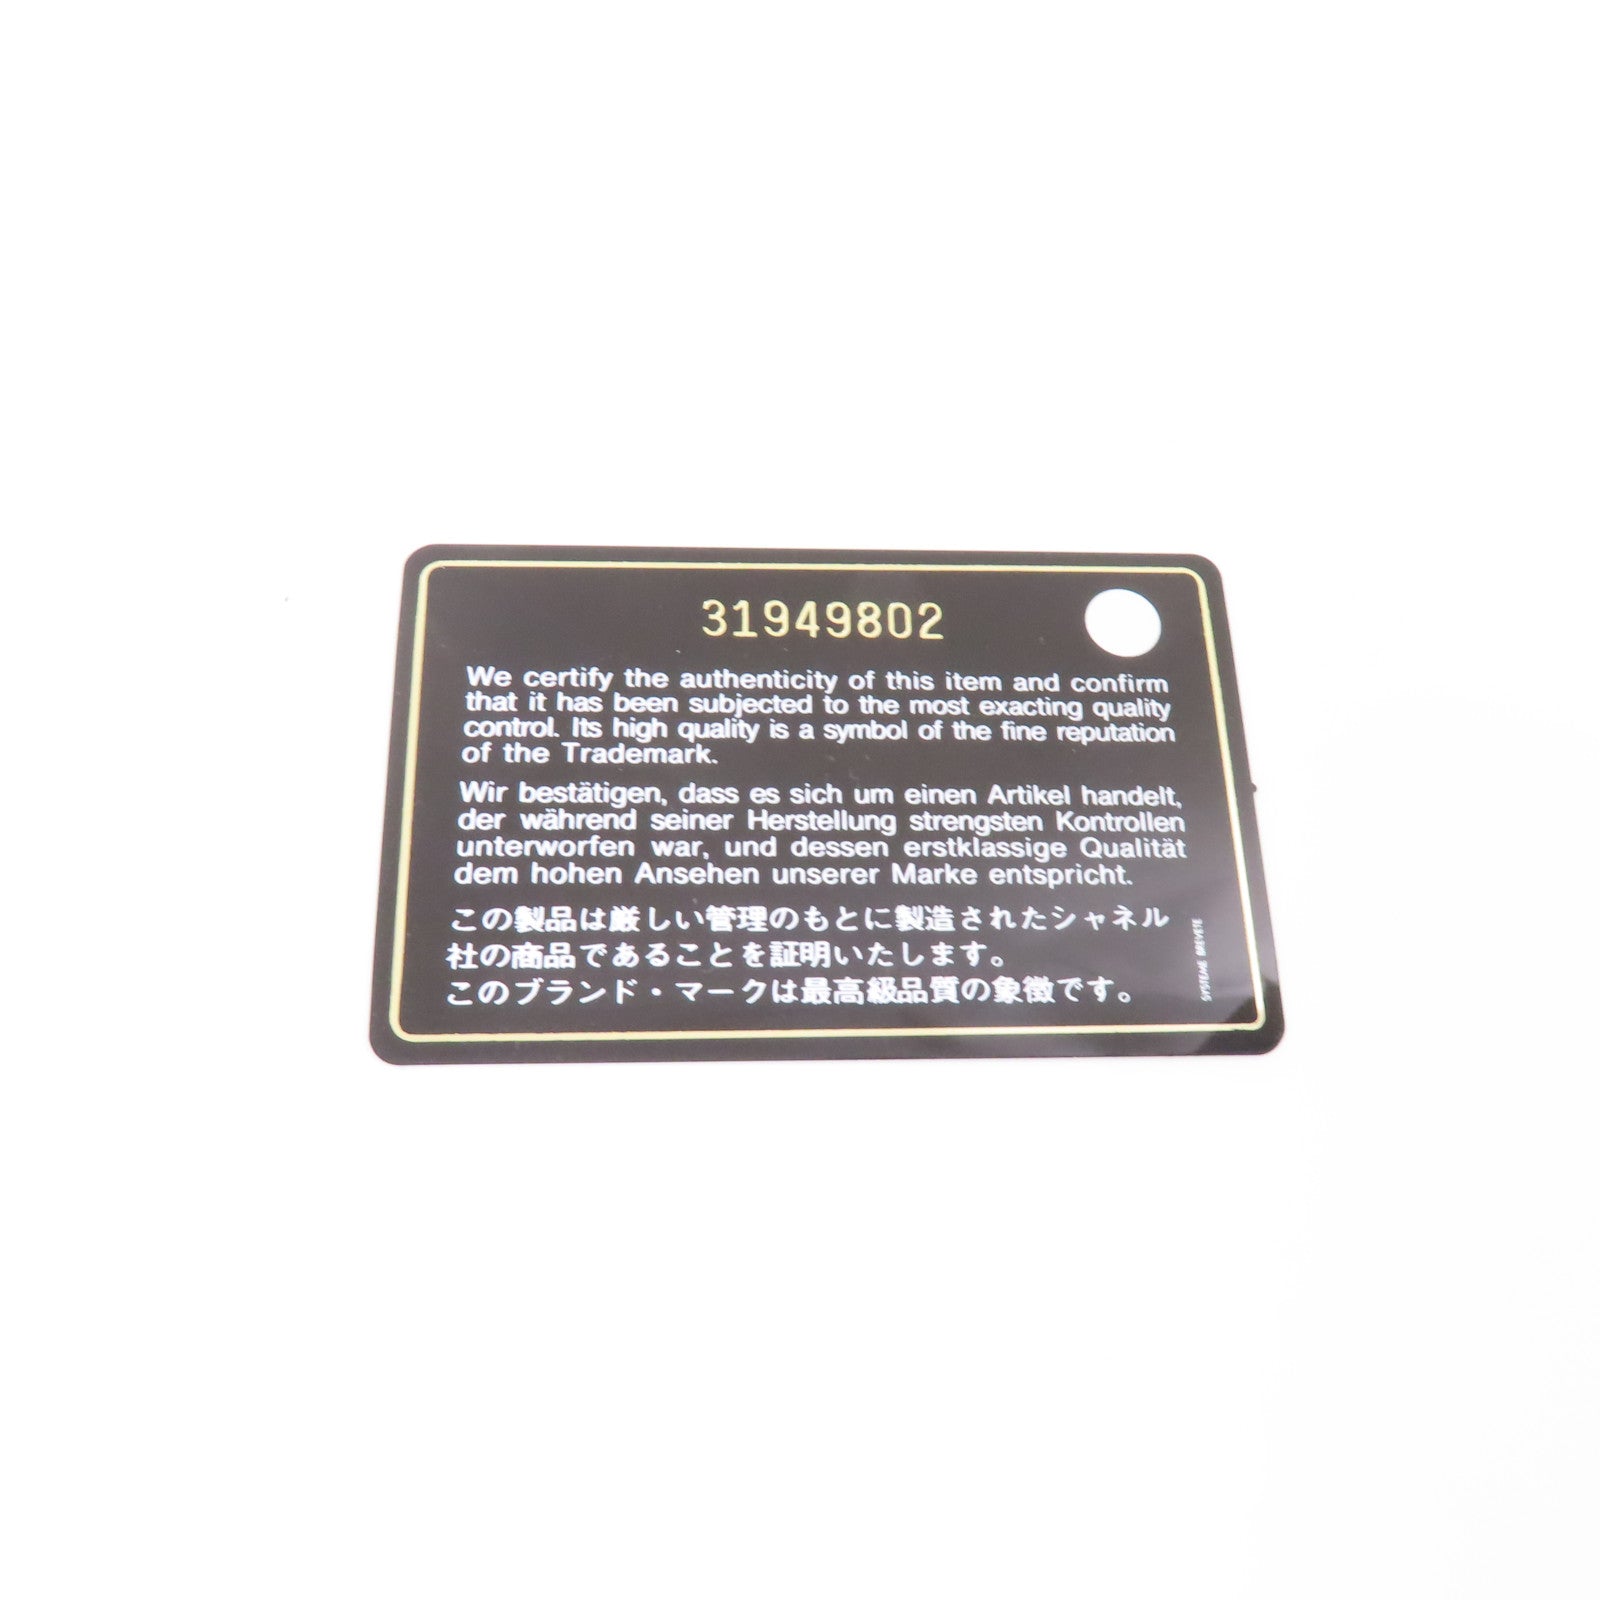 31949802
We certify the authenticity of this item and confirm
that it has been subjected to the most exacting quality
control. Its high quality is a symbol of the fine reputation
of the Trademark.
Wir bestätigen, dass es sich um einen Artikel handelt,
der während seiner Herstellung strengsten Kontrollen
unterworfen war, und dessen erstklassige Qualität
dem hohen Ansehen unserer Marke entspricht.
この製品は厳しい管理のもとに製造されたシャネル
社の商品であることを証明いたします。
このブランド・マークは最高級品質の象徴です。
SYSTEME BREVETE